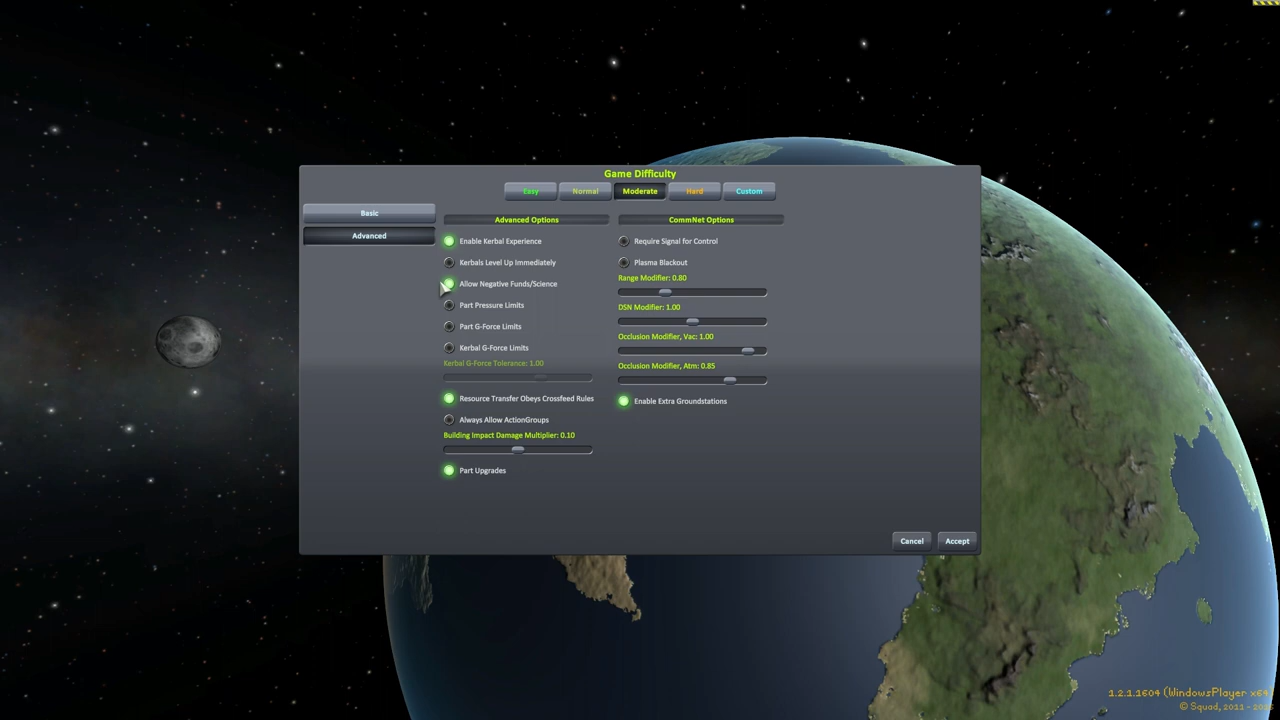 Game Difficulty
Easy Normal Moderate Hard Custom
Basic
Advanced
Advanced Options
Enable Kerbal Experience
Kerbals Level Up Immediately
Allow Negative Funds/Science
Part Pressure Limits
Part G-Force Limits
Kerbal G-Force Limits
Kerbal G-Force Tolerance: 1.00
Resource Transfer Obeys Crossfeed Rules
Always Allow ActionGroups
Building Impact Damage Multiplier: 0.10
Part Upgrades
CommNet Options
Require Signal for Control
Plasma Blackout
Range Modifier: 0.80
DSN Modifier: 1.00
Occlusion Modifier, Vac: 1.00
Occlusion Modifier, Atm: 0.85
Enable Extra Groundstations
Cancel Accept
1.2.1.1604 (WindowsPlayer x64)
© Squad, 2011 -